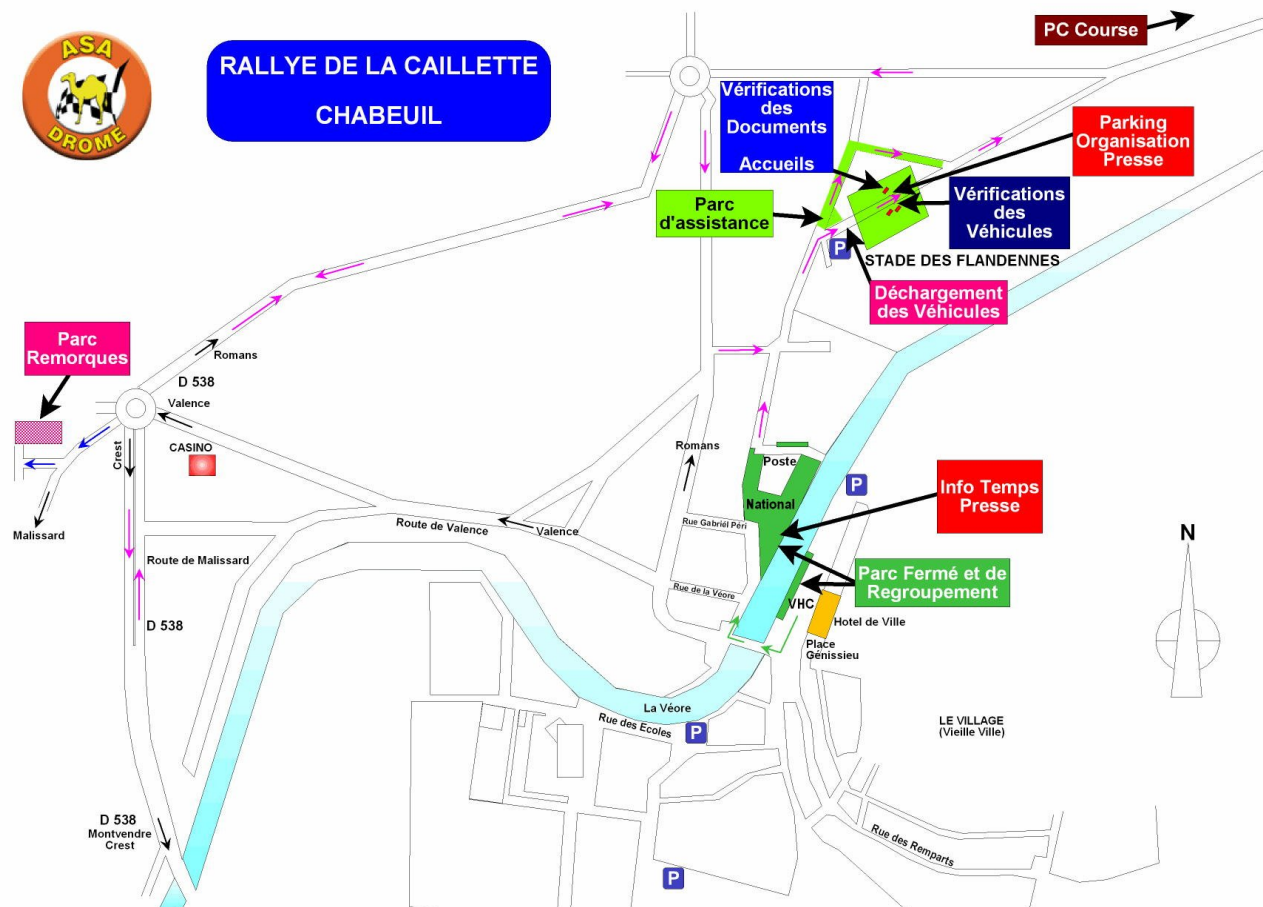 ASA
DROME
RALLYE DE LA CAILLETTE
CHABEUIL
PC Course
Vérifications
des
Documents
Accueils
Parking
Organisation
Presse
Parc
d'assistance
Vérifications
des
Véhicules
P
STADE DES FLANDENNES
Déchargement
des Véhicules
Parc
Remorques
Romans
D 538
Valence
Crest
CASINO
Malissard
Route de Malissard
D 538
Route de Valence
Valence
Romans
Poste
National
Rue Gabriél Péri
Rue de la Véore
P
Info Temps
Presse
Parc Fermé et de
Regroupement
VHC
Hotel de Ville
Place
Génissieu
N
La Véore
Rue des Ecoles
P
LE VILLAGE
(Vieille Ville)
D 538
Montvendre
Crest
Rue des Remparts
P